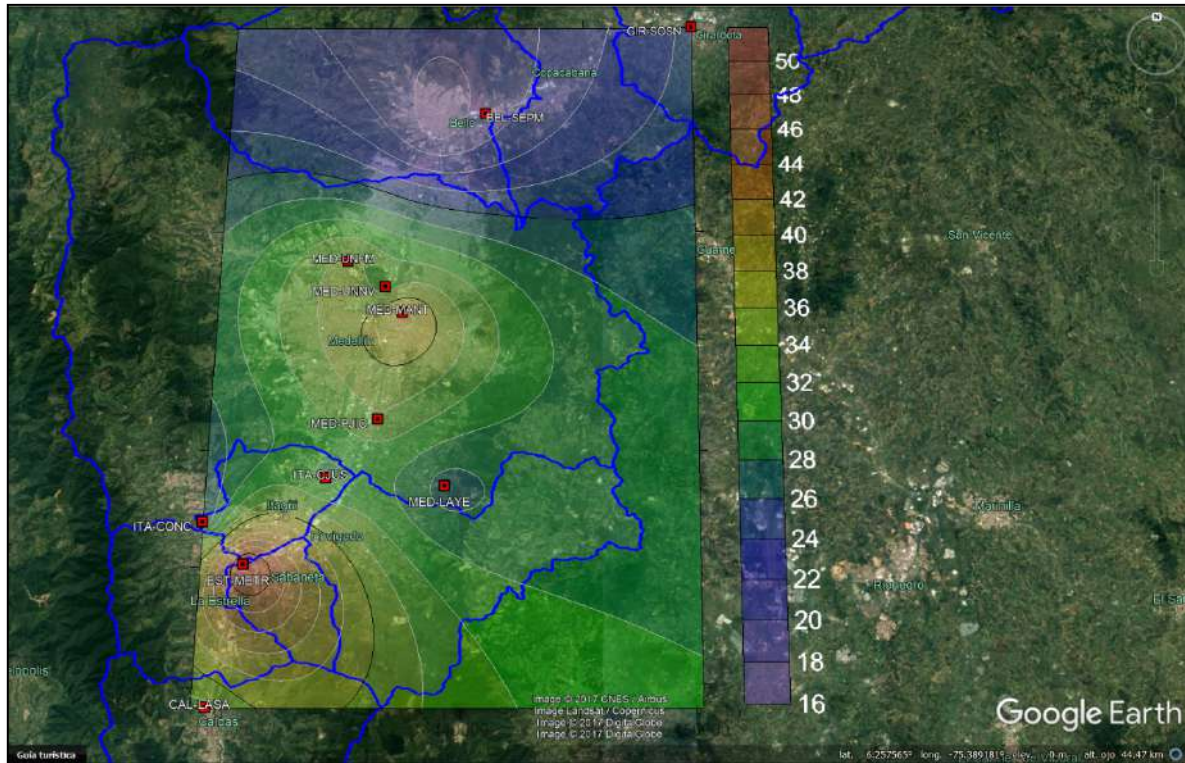 N
GIR-SOSN
Girardota
Copacabana
50
48
46
44
42
40
38
36
34
32
30
28
26
24
22
20
18
16
Bello
BEL-SEPM
San Vicente
Guarne
MED-UNFM
MED-UNNV
MED-MANT
Medellín
MED-PJIC
ITA-CJUS
MED-LAYE
Itagüí
ITA-CONC
Envigado
Marinilla
EST-METR
Sabaneta
La Estrella
Rionegro
El Sa
CAL-LASA
Caldas
Image © 2017 CNES / Airbus
Image Landsat / Copernicus
Image © 2017 DigitalGlobe
Image © 2017 DigitalGlobe
Google Earth
Guía turística
lat. 6.257565° long. -75.389181° elev. 0 m alt. ojo 44.47 km